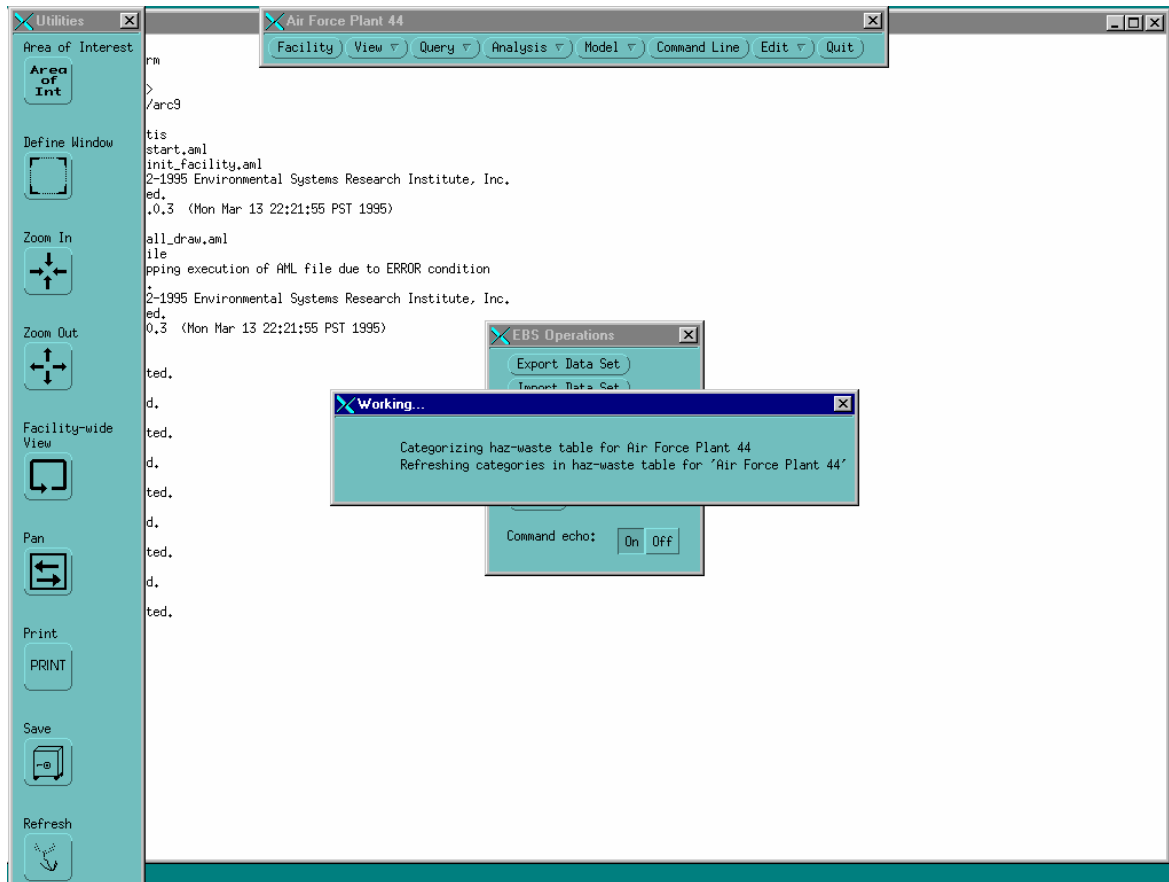 Utilities
Area of Interest
Area
of
Int
Define Window
Zoom In
Zoom Out
Facility-wide
View
Pan
Print
PRINT
Save
Refresh
Air Force Plant 44
Facility View Query Analysis Model Command Line Edit Quit
rm
>
/arc9
tis
start.aml
init_facility.aml
2-1995 Environmental Systems Research Institute, Inc.
ed.
.0.3 (Mon Mar 13 22:21:55 PST 1995)
all_draw.aml
ile
pping execution of AML file due to ERROR condition
.
2-1995 Environmental Systems Research Institute, Inc.
ed.
0.3 (Mon Mar 13 22:21:55 PST 1995)
ted.
d.
ted.
d.
ted.
d.
ted.
d.
ted.
EBS Operations
Export Data Set
Import Data Set
Working...
Categorizing haz-waste table for Air Force Plant 44
Refreshing categories in haz-waste table for 'Air Force Plant 44'
Command echo: On Off